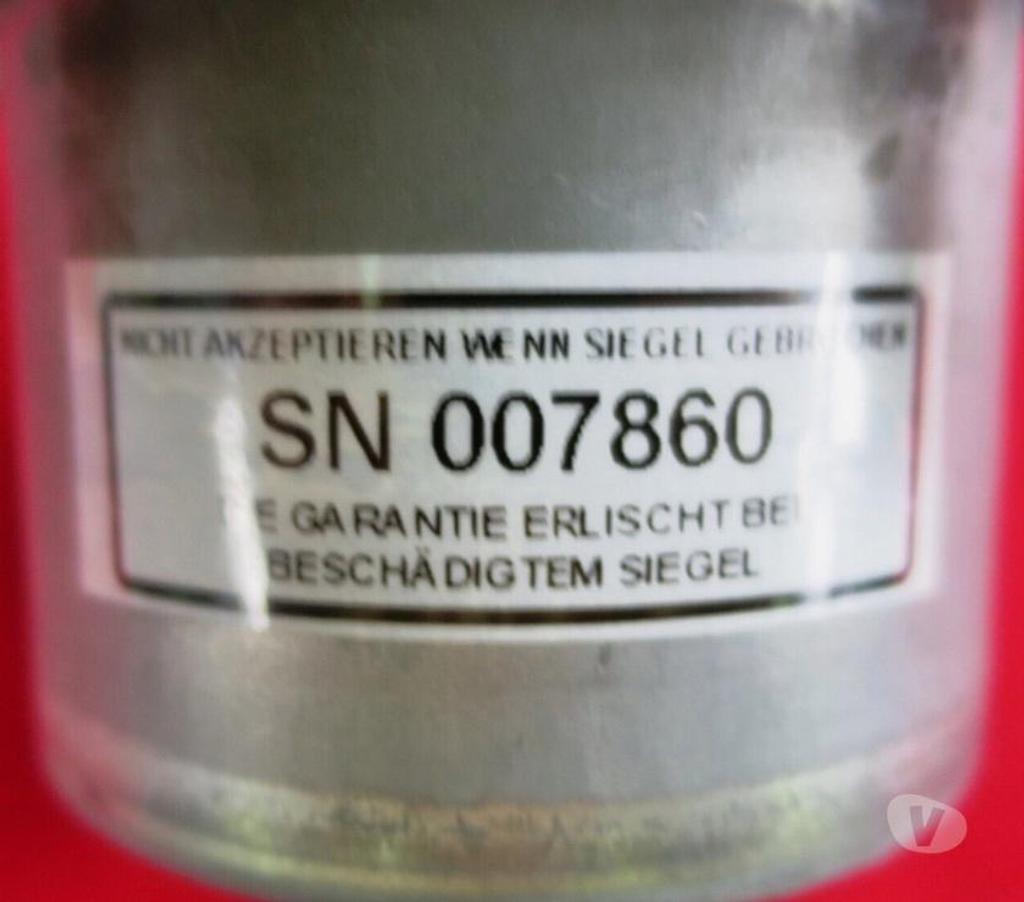 NICHT AKZEPTIEREN WENN SIEGEL
SN 007860
GARANTIE ERLISCHT BEI
BESCHÄDIGTEM SIEGEL
V